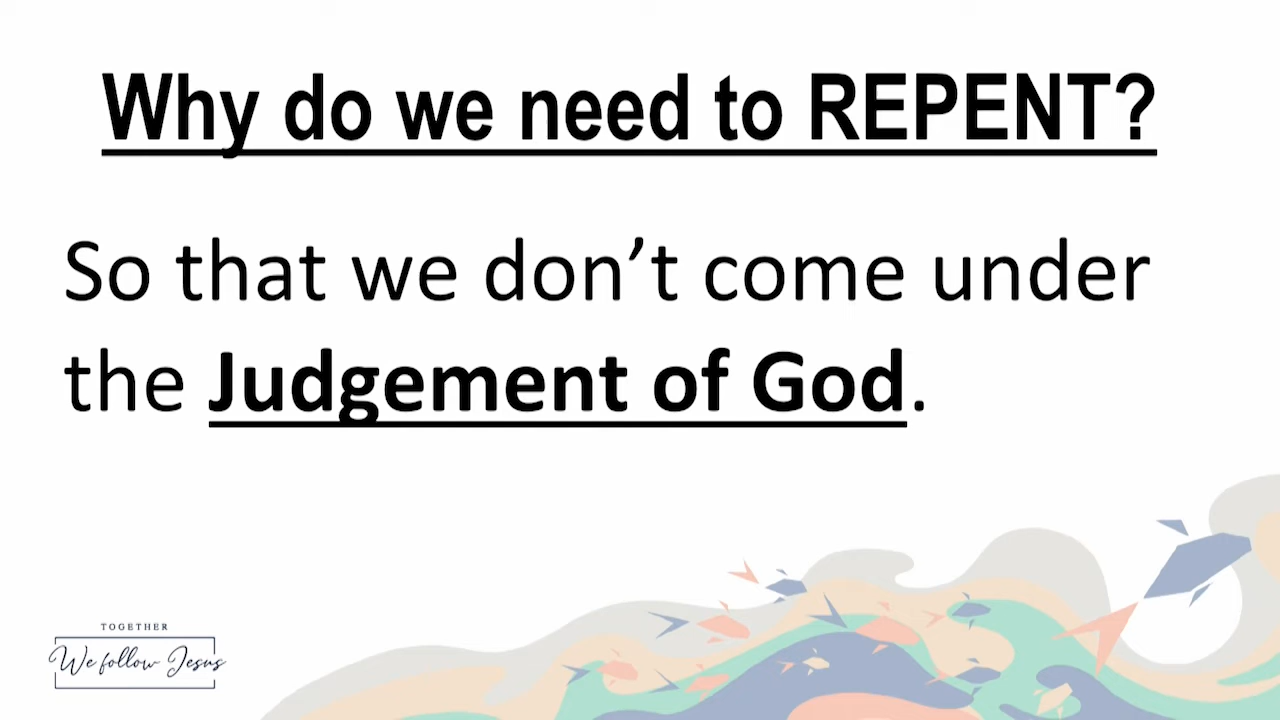 Why do we need to REPENT?
So that we don’t come under
the Judgement of God.
TOGETHER
We follow Jesus